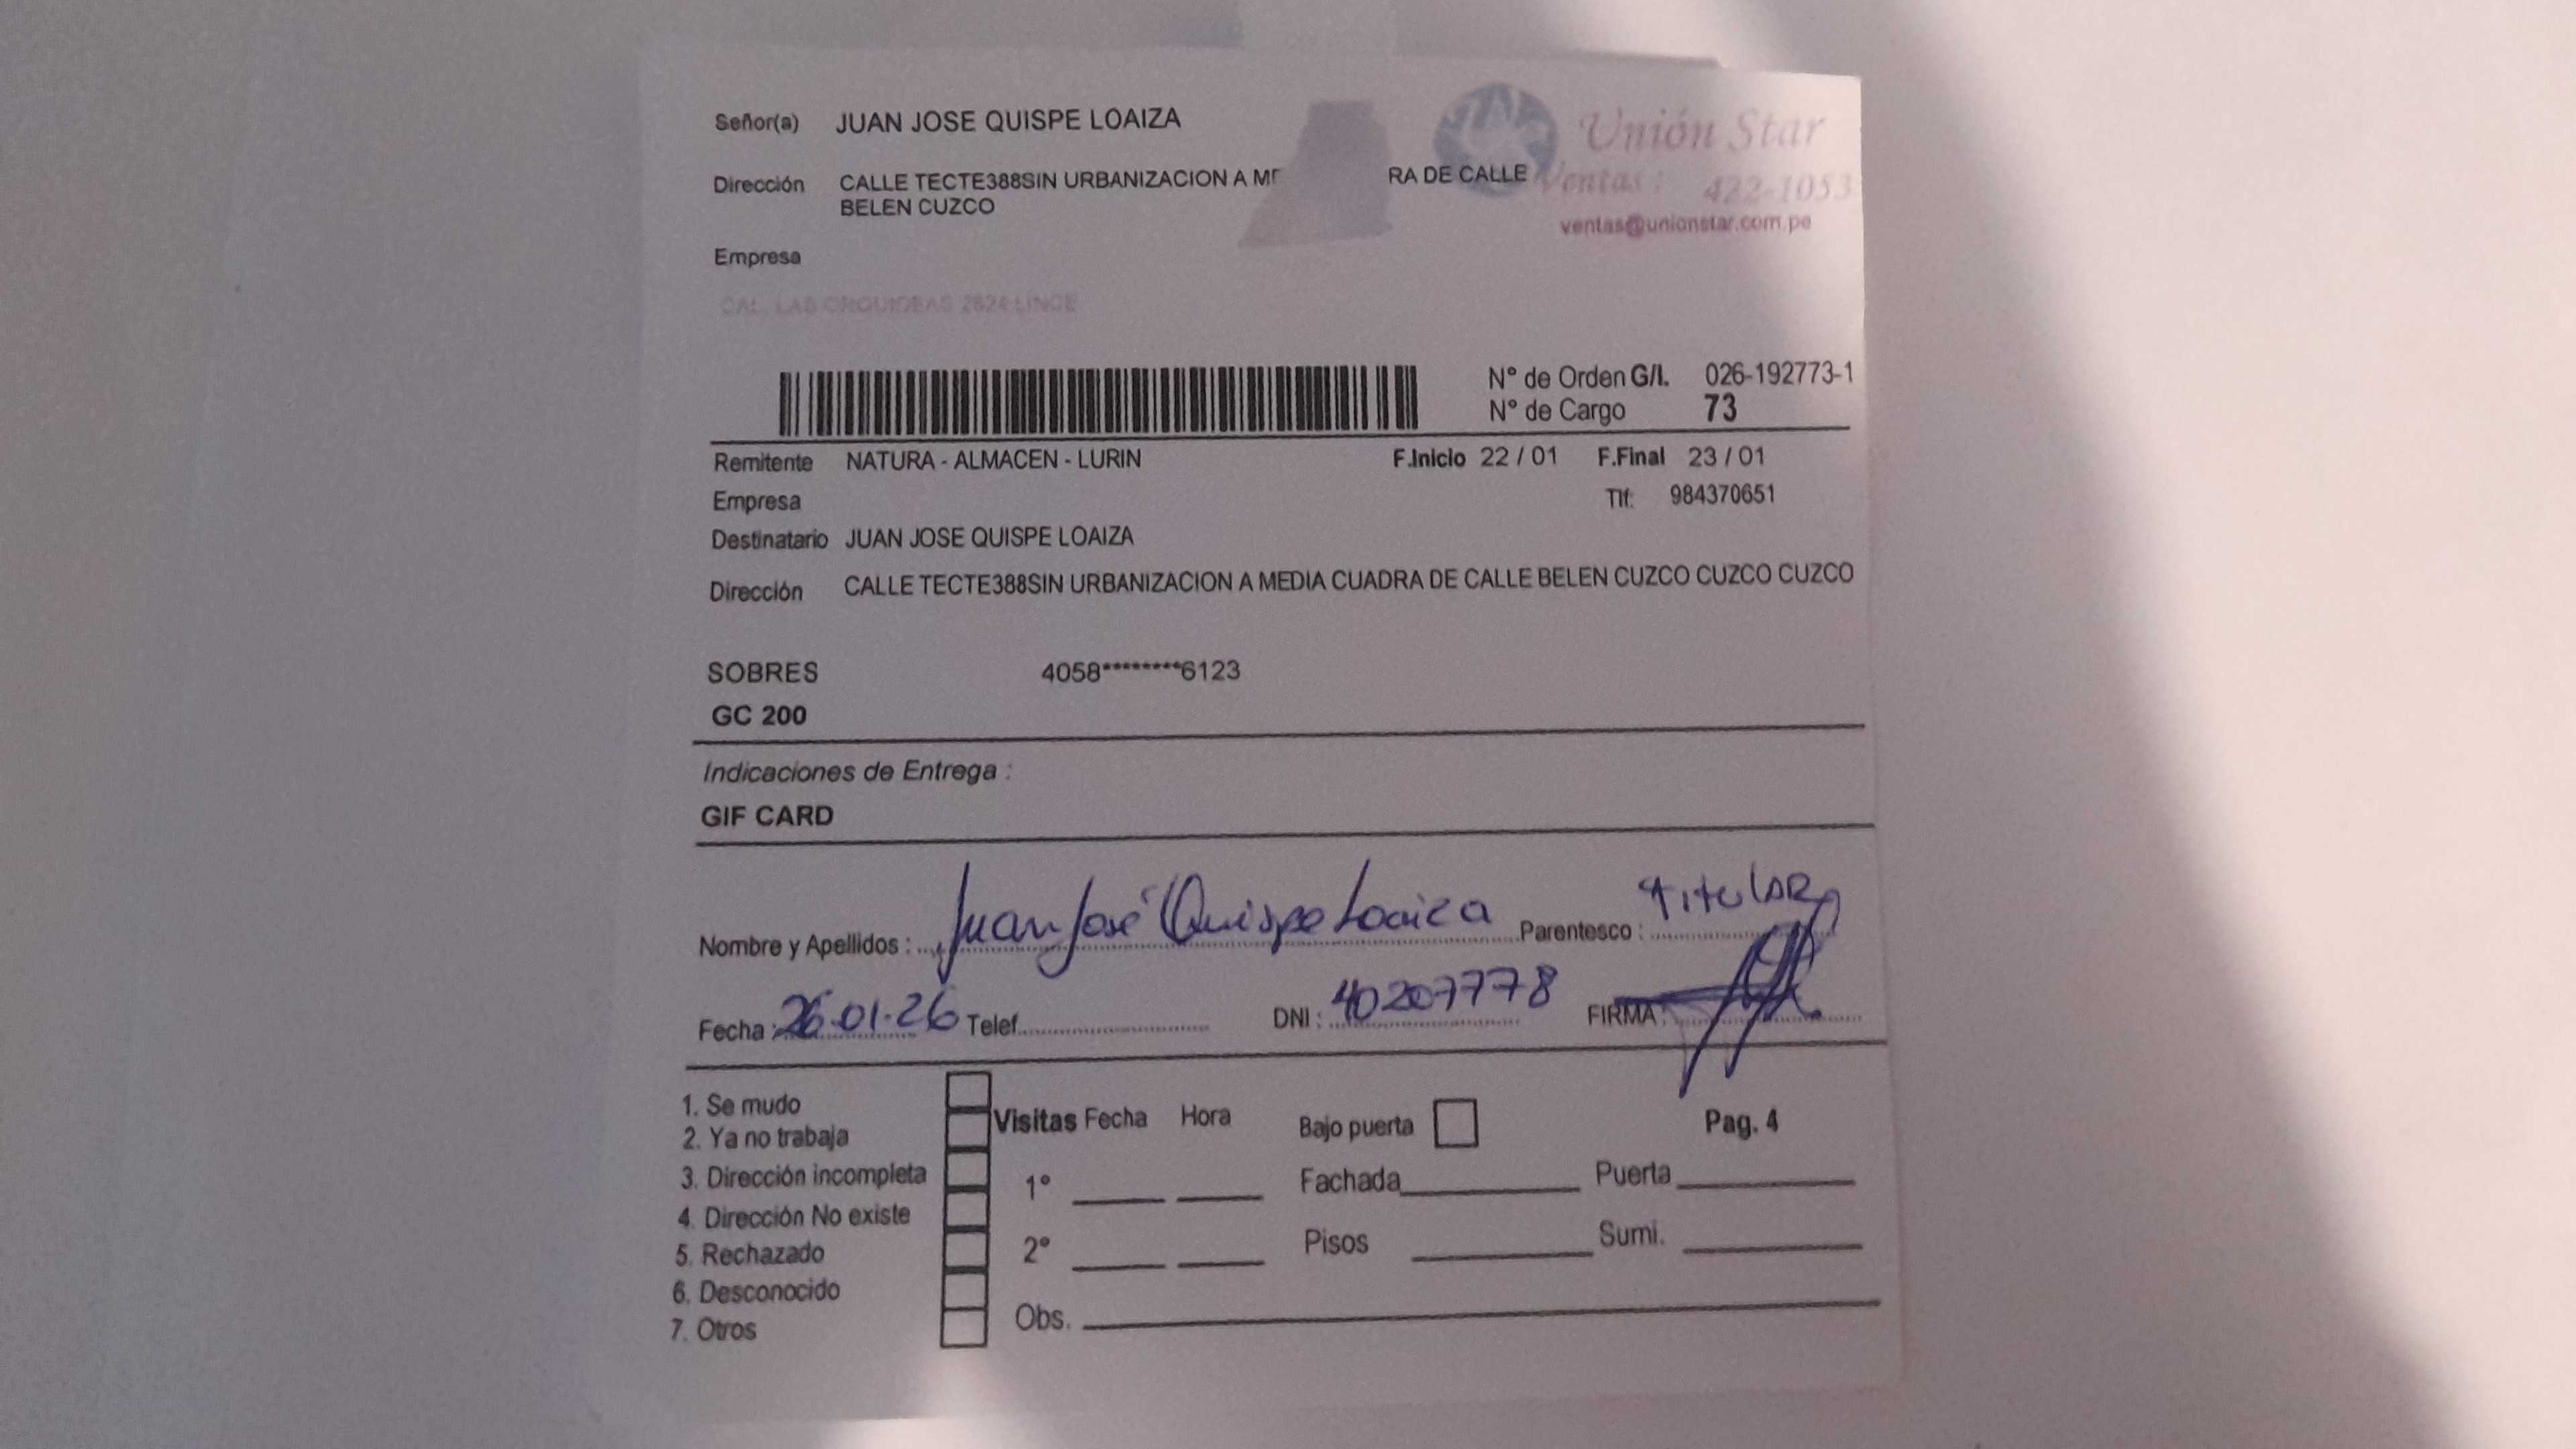 Señor(a) JUAN JOSE QUISPE LOAIZA
Unión Star
Dirección CALLE TECTE388SIN URBANIZACION A ME RA DE CALLE
Ventas : 422-1053
BELEN CUZCO
ventas@unionstar.com.pe
Empresa
CAL. LAS ORQUIDEAS 2624 LINCE
N° de Orden G/I. 026-192773-1
N° de Cargo 73
Remitente NATURA - ALMACEN - LURIN F.Inicio 22 / 01 F.Final 23 / 01
Empresa Tlf: 984370651
Destinatario JUAN JOSE QUISPE LOAIZA
Dirección CALLE TECTE388SIN URBANIZACION A MEDIA CUADRA DE CALLE BELEN CUZCO CUZCO CUZCO
SOBRES 4058********6123
GC 200
Indicaciones de Entrega :
GIF CARD
Nombre y Apellidos : Juan José Quispe Loaiza Parentesco : Titular
Fecha : 26-01-26 Telef. DNI : 40207778 FIRMA :
1. Se mudo
2. Ya no trabaja
3. Dirección incompleta
4. Dirección No existe
5. Rechazado
6. Desconocido
7. Otros
Visitas Fecha Hora
1°
2°
Obs.
Bajo puerta Pag. 4
Fachada Puerta
Pisos Sumi.